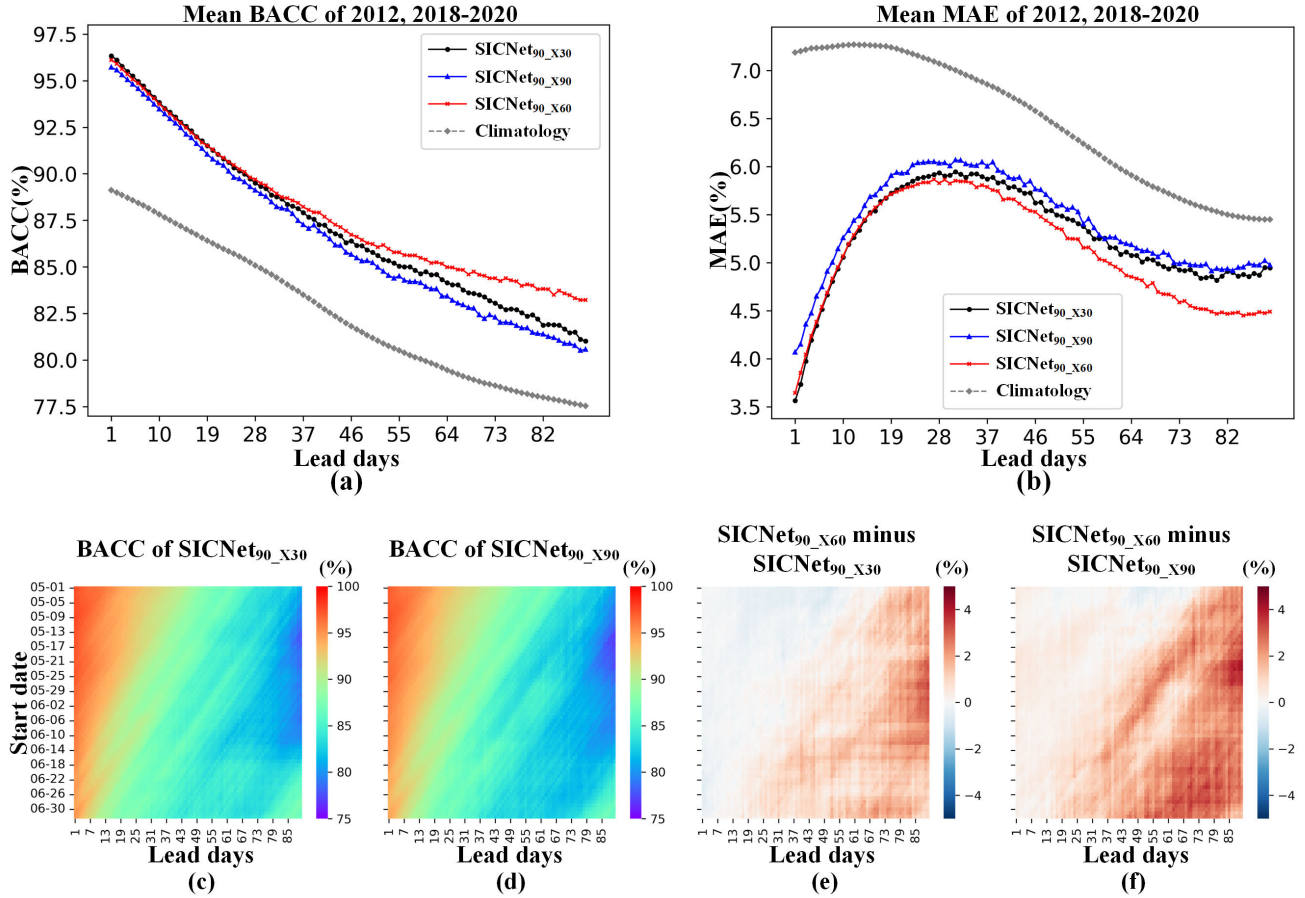 Mean BACC of 2012, 2018-2020
97.5
95.0
92.5
90.0
87.5
85.0
82.5
80.0
77.5
BACC(%)
SICNet90_X30
SICNet90_X90
SICNet90_X60
Climatology
1 10 19 28 37 46 55 64 73 82
Lead days
(a)
Mean MAE of 2012, 2018-2020
7.0
6.5
6.0
5.5
5.0
4.5
4.0
3.5
MAE(%)
SICNet90_X30
SICNet90_X90
SICNet90_X60
Climatology
1 10 19 28 37 46 55 64 73 82
Lead days
(b)
BACC of SICNet90_X30
(%)
Start date
05-01
05-05
05-09
05-13
05-17
05-21
05-25
05-29
06-02
06-06
06-10
06-14
06-18
06-22
06-26
06-30
100
95
90
85
80
75
1 7 13 19 25 31 37 43 49 55 61 67 73 79 85
Lead days
(c)
BACC of SICNet90_X90
(%)
100
95
90
85
80
75
1 7 13 19 25 31 37 43 49 55 61 67 73 79 85
Lead days
(d)
SICNet90_X60 minus
SICNet90_X30 (%)
4
2
0
−2
−4
1 7 13 19 25 31 37 43 49 55 61 67 73 79 85
Lead days
(e)
SICNet90_X60 minus
SICNet90_X90 (%)
4
2
0
−2
−4
1 7 13 19 25 31 37 43 49 55 61 67 73 79 85
Lead days
(f)